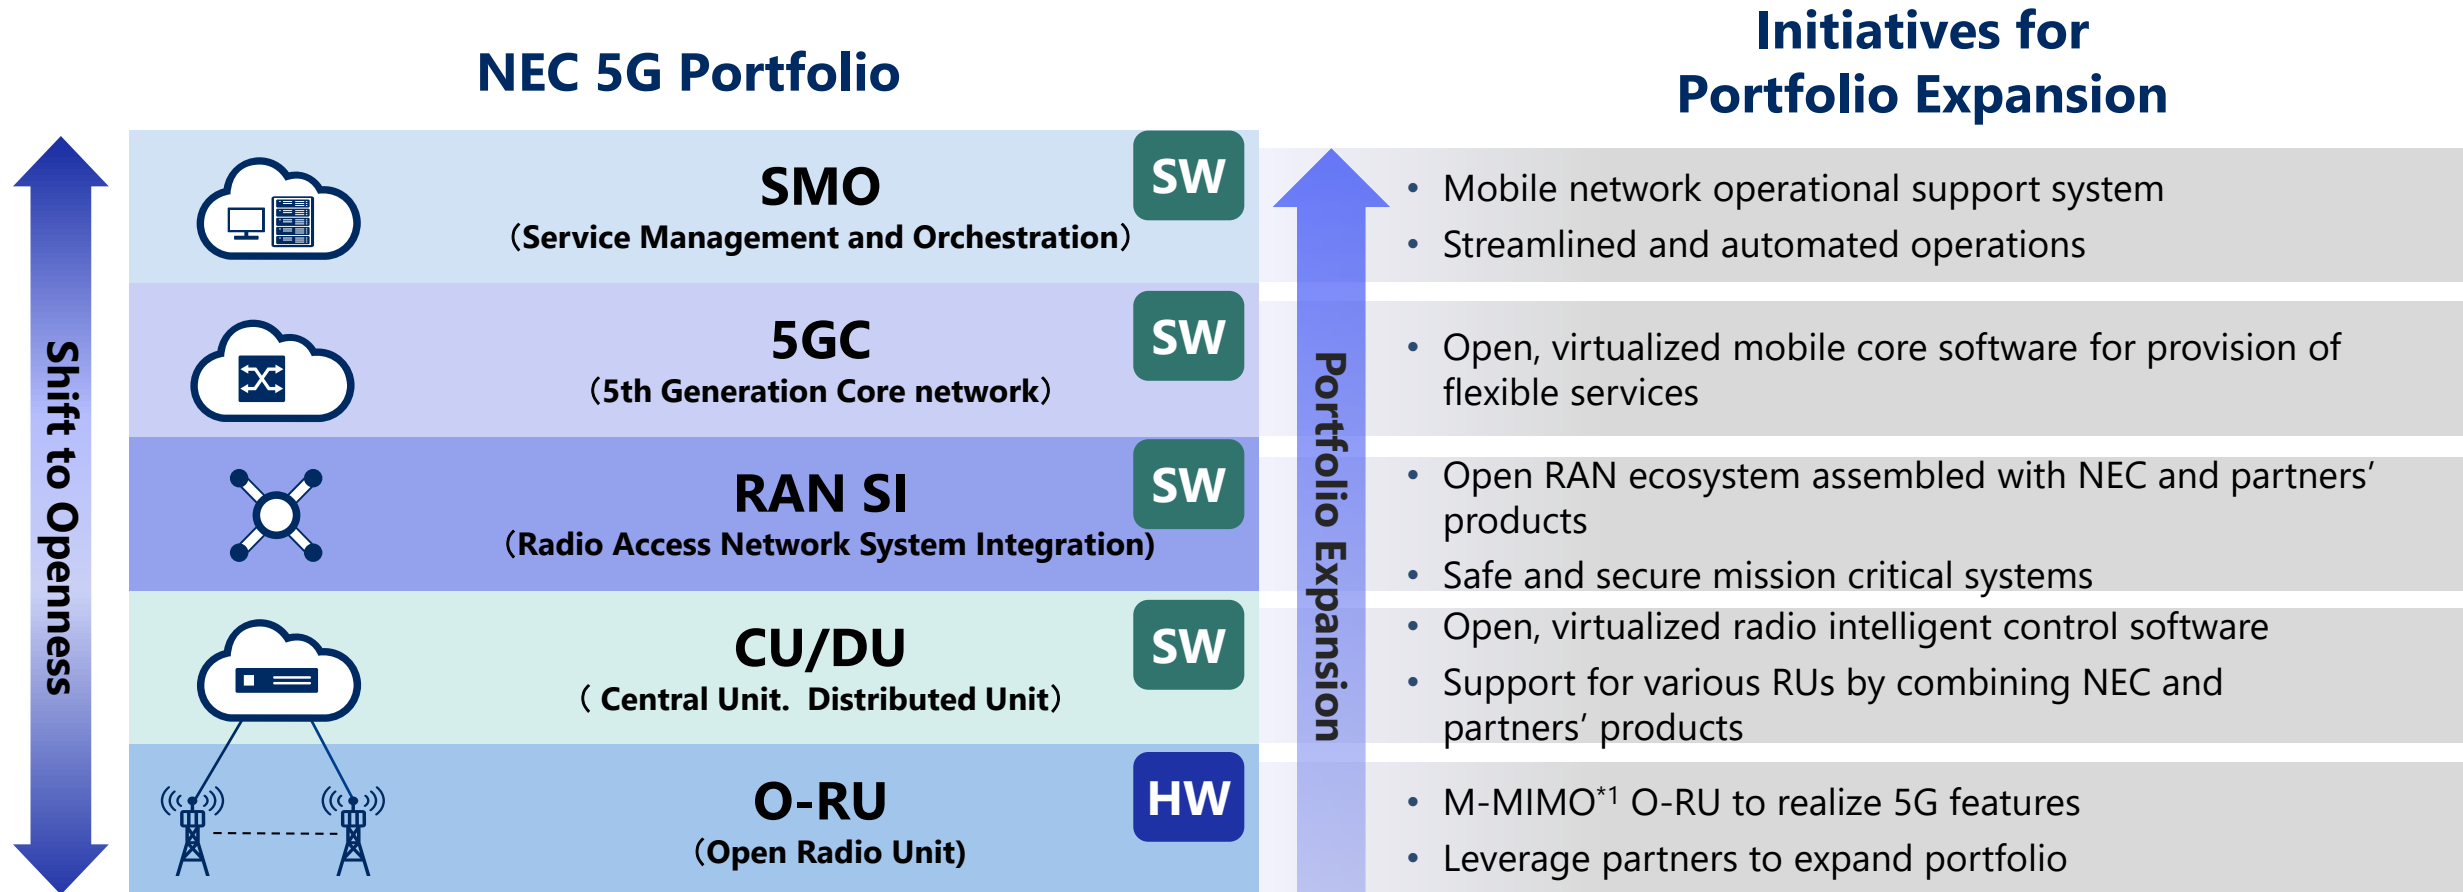 NEC 5G Portfolio
Initiatives for
Portfolio Expansion
Shift to Openness
SMO
（Service Management and Orchestration）
SW
5GC
（5th Generation Core network）
SW
RAN SI
（Radio Access Network System Integration)
SW
CU/DU
（ Central Unit.  Distributed Unit）
SW
O-RU
（Open Radio Unit)
HW
Portfolio Expansion
• Mobile network operational support system
• Streamlined and automated operations
• Open, virtualized mobile core software for provision of
flexible services
• Open RAN ecosystem assembled with NEC and partners’
products
• Safe and secure mission critical systems
• Open, virtualized radio intelligent control software
• Support for various RUs by combining NEC and
partners’ products
• M-MIMO*1 O-RU to realize 5G features
• Leverage partners to expand portfolio